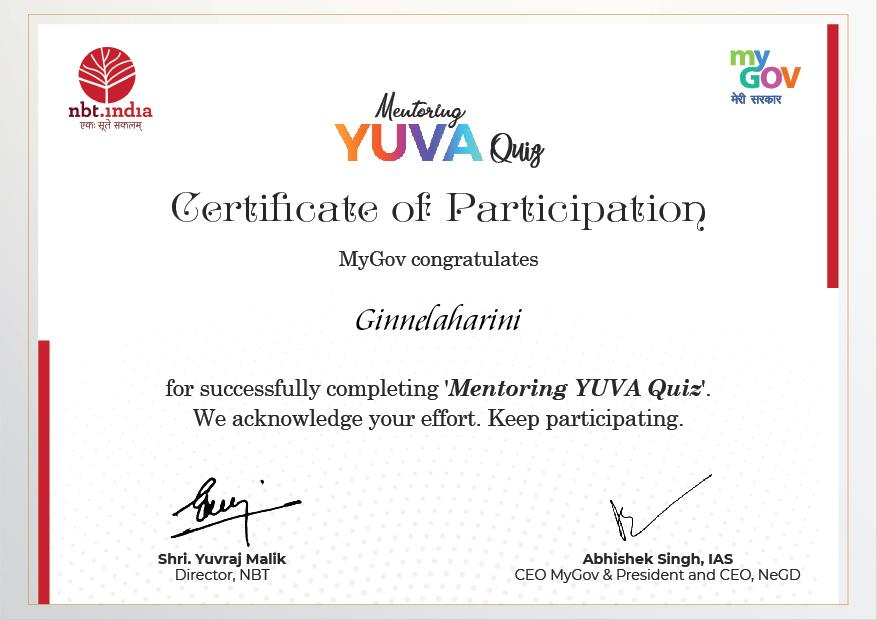 nbt.india
एकः सूते सकलम्
my
GOV
मेरी सरकार
Mentoring
YUVA Quiz
Certificate of Participation
MyGov congratulates
Ginnelaharini
for successfully completing 'Mentoring YUVA Quiz'.
We acknowledge your effort. Keep participating.
Shri. Yuvraj Malik
Director, NBT
Abhishek Singh, IAS
CEO MyGov & President and CEO, NeGD